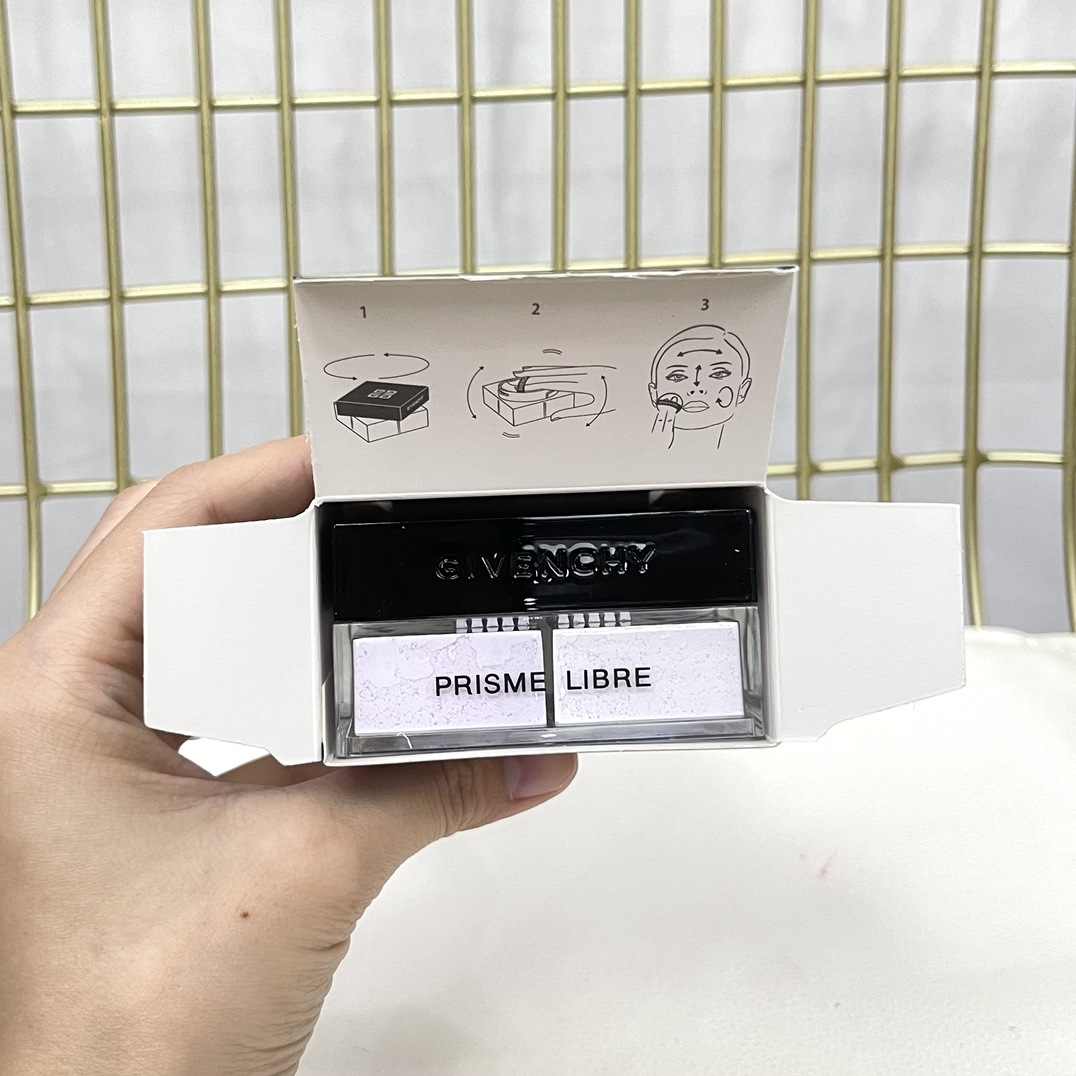 1 2 3
GIVENCHY
PRISME LIBRE